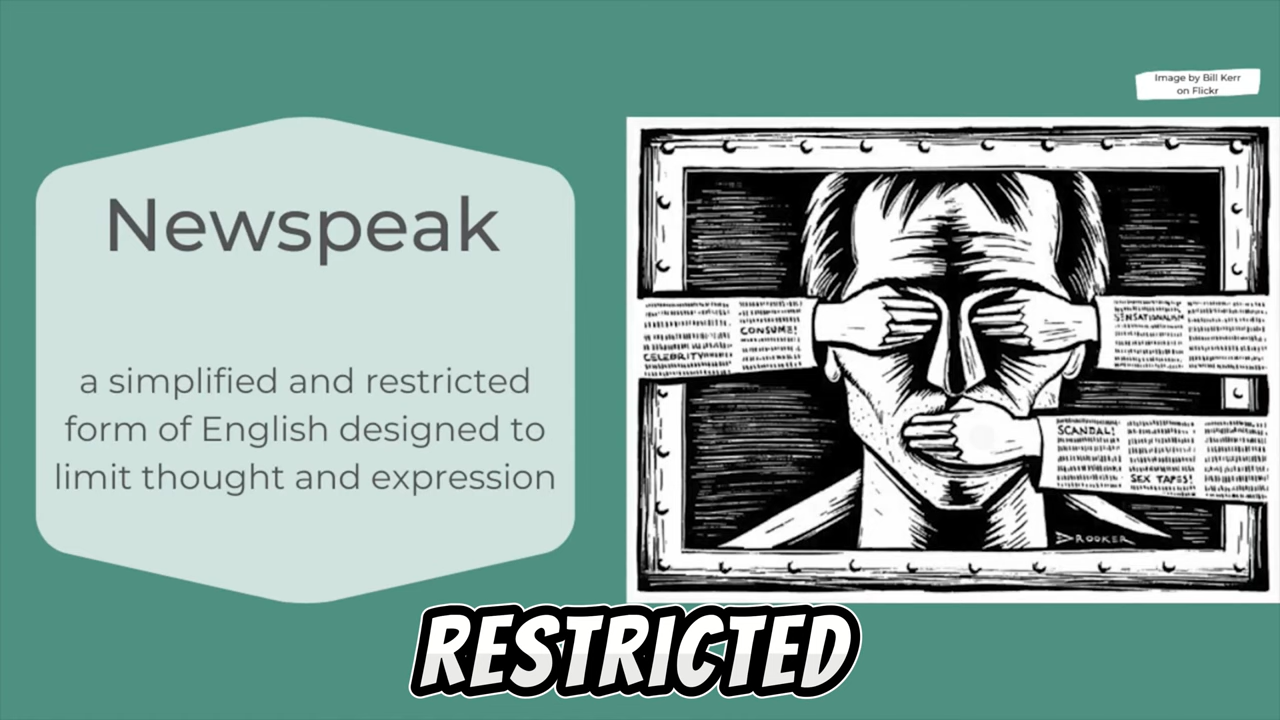 Image by Bill Kerr
on Flickr
Newspeak
a simplified and restricted
form of English designed to
limit thought and expression
CONSUME!
CELEBRITY
SENSATIONALISM
SCANDAL!
SEX TAPES!
DROOKER
RESTRICTED